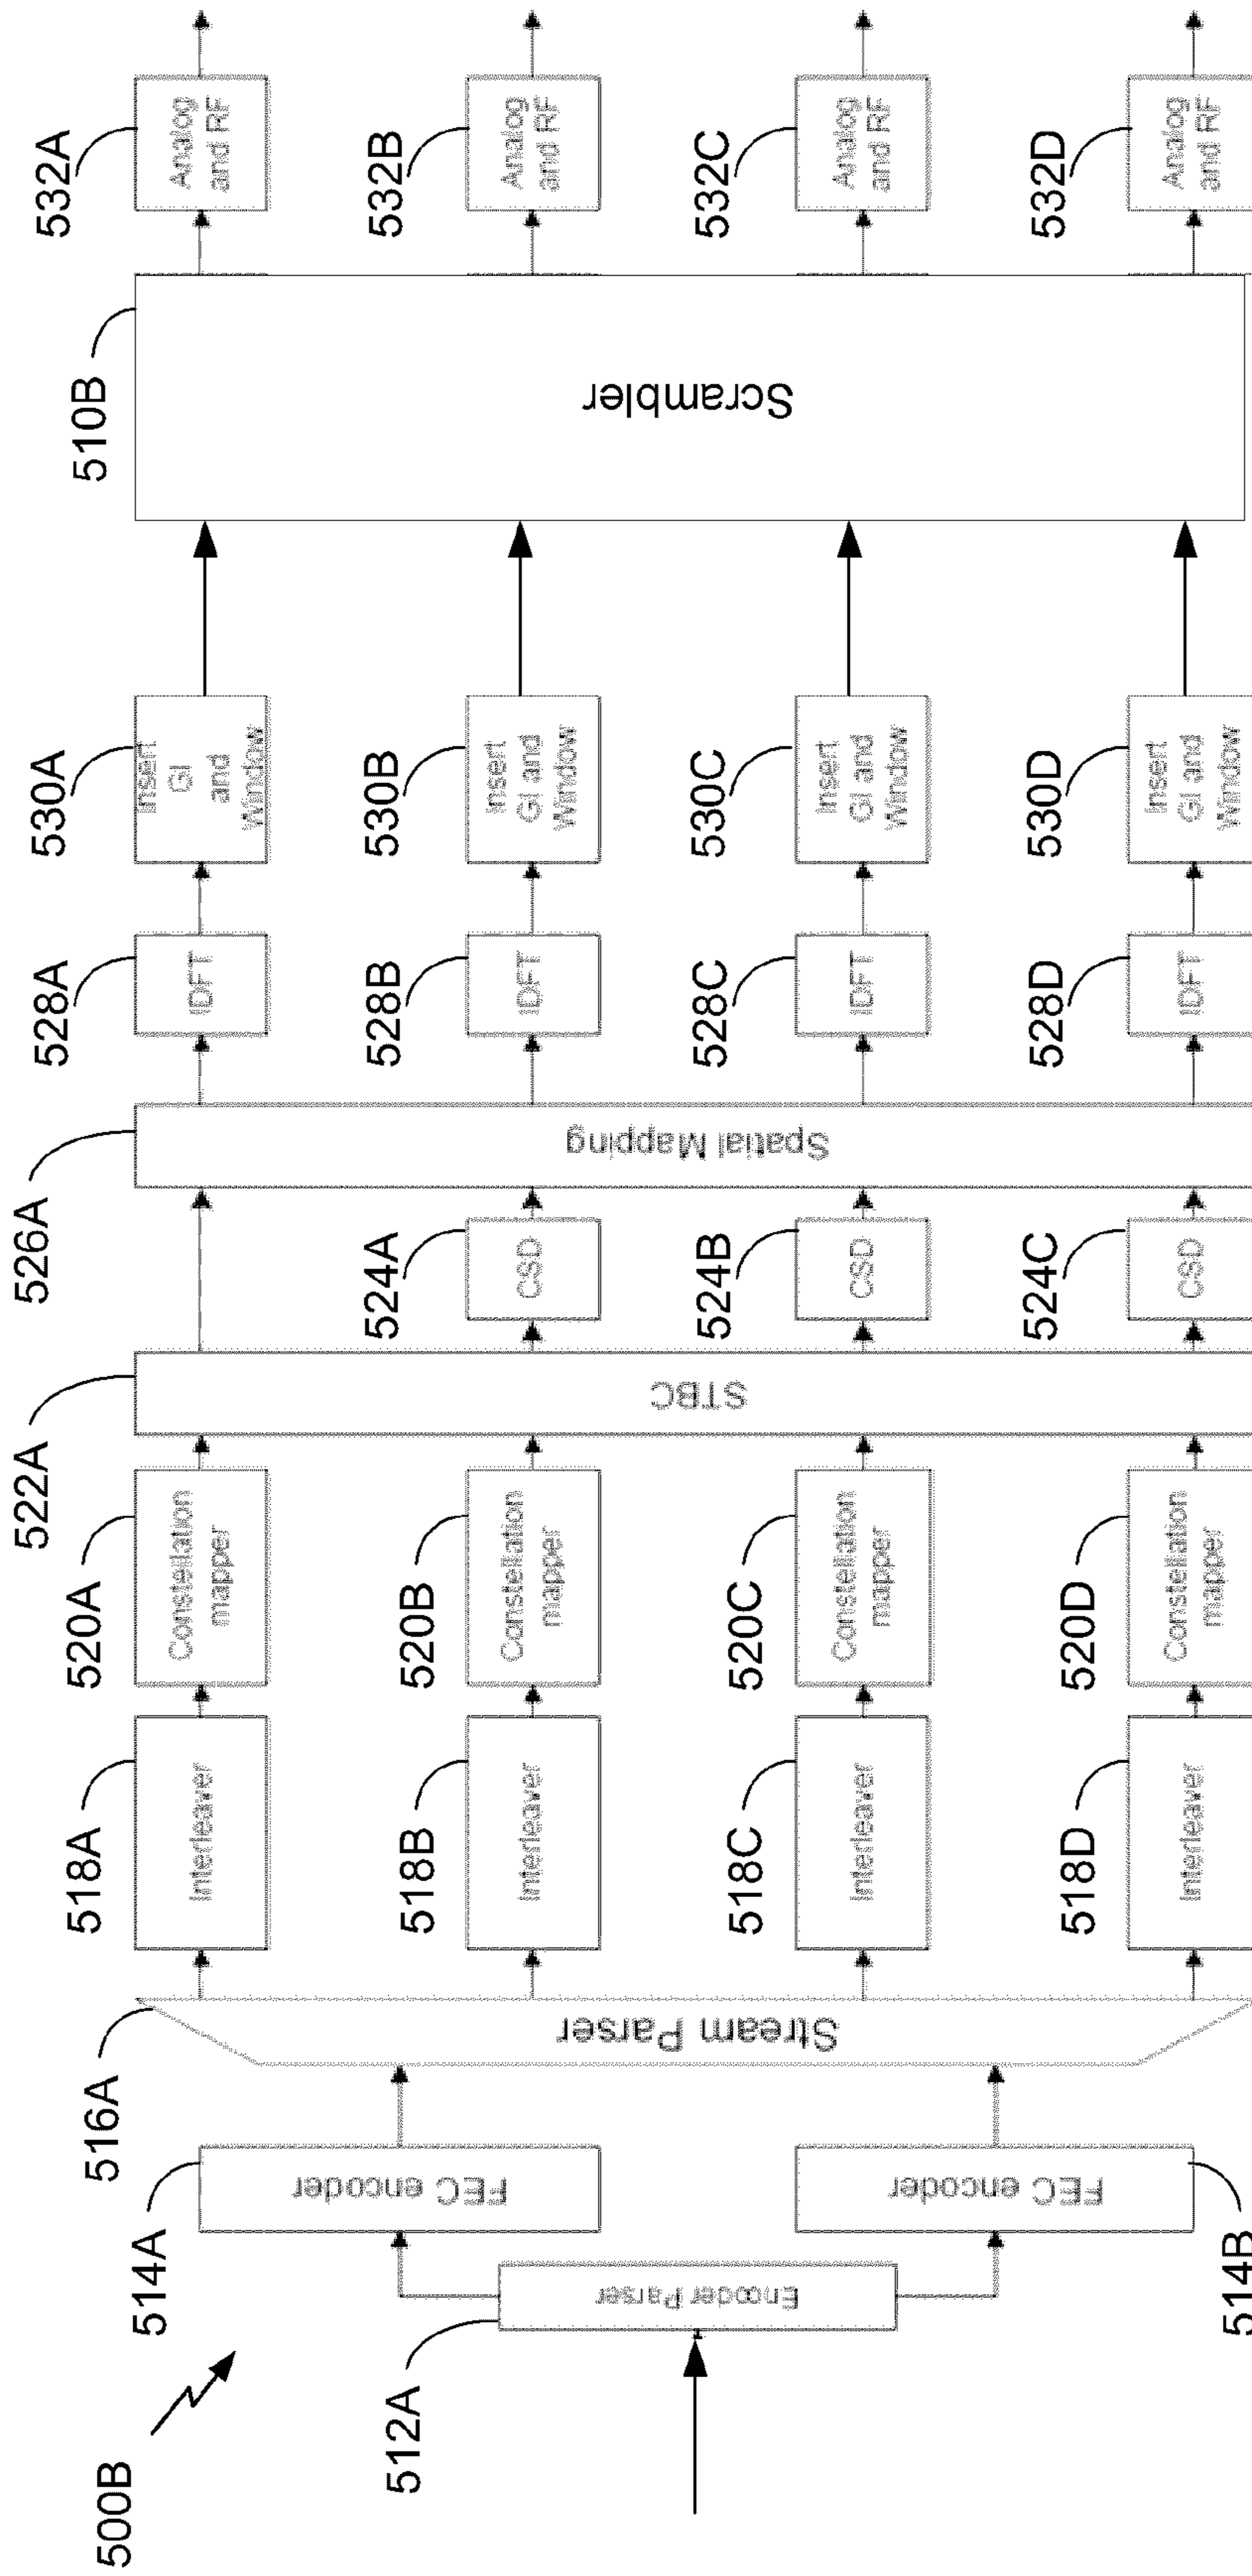 500B
512A
Encoder Parser
514A
FEC encoder
514B
FEC encoder
516A
Stream Parser
518A
Interleaver
518B
Interleaver
518C
Interleaver
518D
Interleaver
520A
Constellation
mapper
520B
Constellation
mapper
520C
Constellation
mapper
520D
Constellation
mapper
522A
STBC
524A
CSD
524B
CSD
524C
CSD
526A
Spatial Mapping
528A
IDFT
528B
IDFT
528C
IDFT
528D
IDFT
530A
Insert
GI
and
Window
530B
Insert
GI and
Window
530C
Insert
GI and
Window
530D
Insert
GI and
Window
510B
Scrambler
532A
Analog
and RF
532B
Analog
and RF
532C
Analog
and RF
532D
Analog
and RF